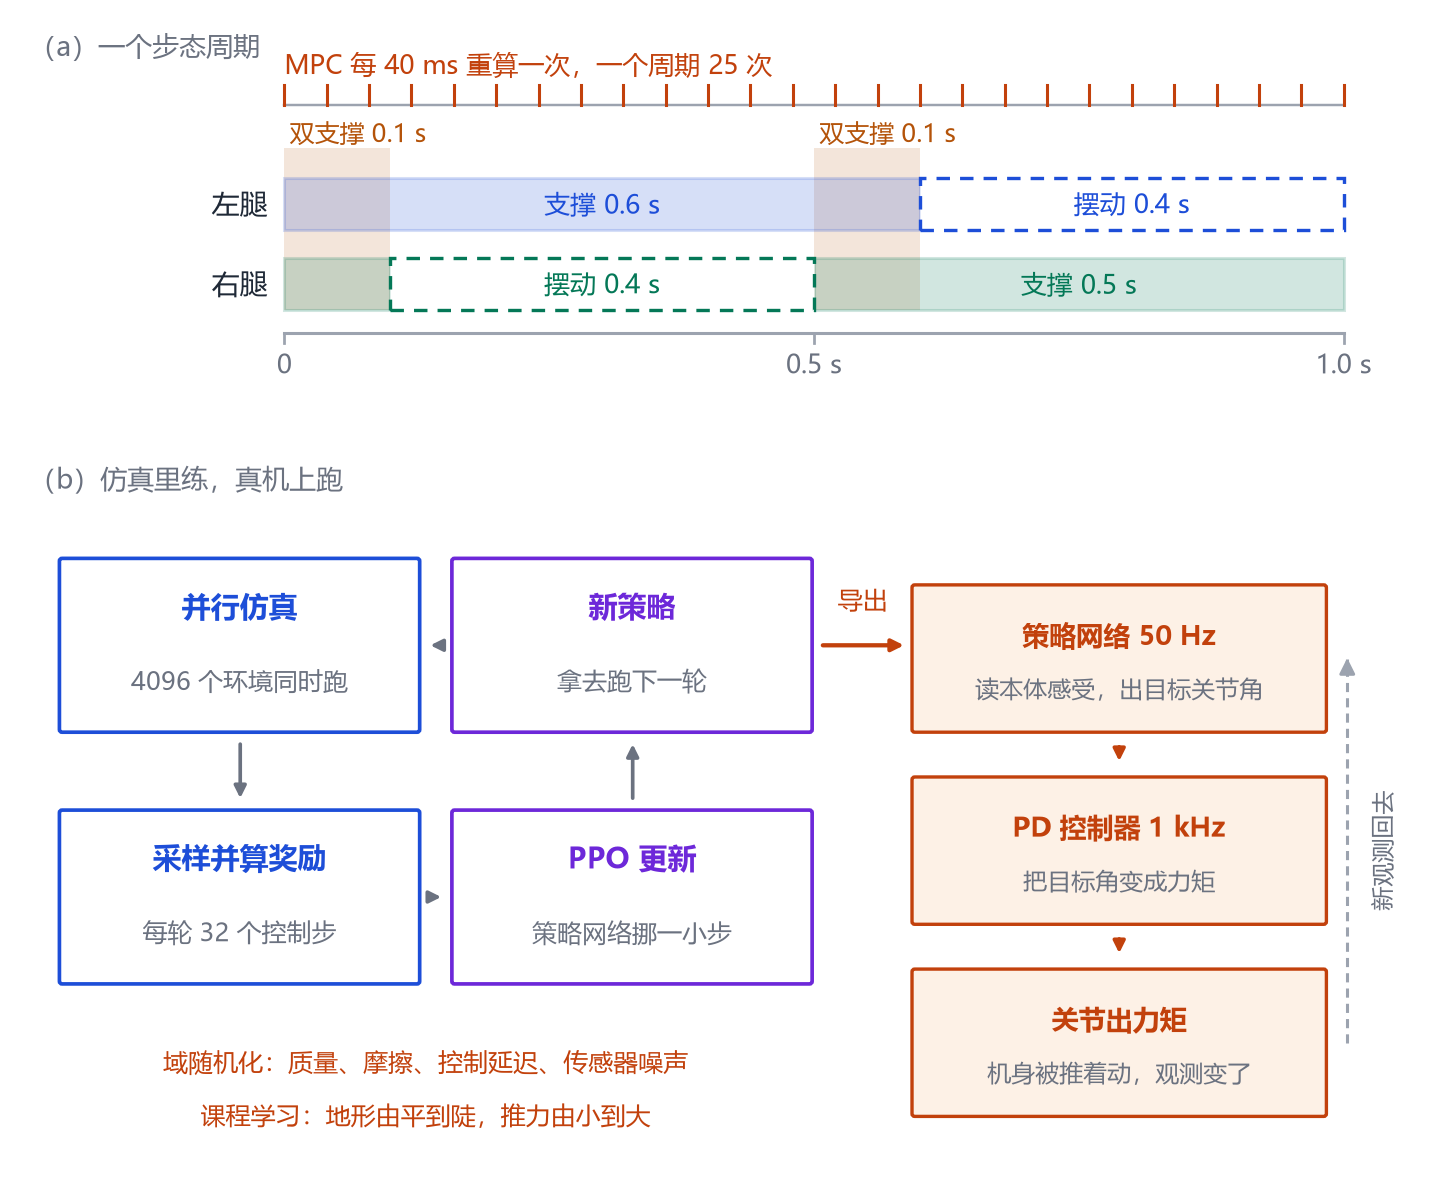 （a）一个步态周期
MPC 每 40 ms 重算一次，一个周期 25 次
双支撑 0.1 s
双支撑 0.1 s
左腿
支撑 0.6 s
摆动 0.4 s
右腿
摆动 0.4 s
支撑 0.5 s
0
0.5 s
1.0 s
（b）仿真里练，真机上跑
并行仿真
4096 个环境同时跑
新策略
拿去跑下一轮
导出
策略网络 50 Hz
读本体感受，出目标关节角
采样并算奖励
每轮 32 个控制步
PPO 更新
策略网络挪一小步
PD 控制器 1 kHz
把目标角变成力矩
新观测回去
关节出力矩
机身被推着动，观测变了
域随机化：质量、摩擦、控制延迟、传感器噪声
课程学习：地形由平到陡，推力由小到大